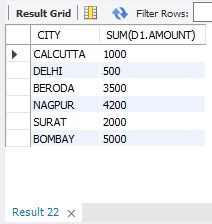 Result Grid Filter Rows:
CITY SUM(D1.AMOUNT)
CALCUTTA 1000
DELHI 500
BERODA 3500
NAGPUR 4200
SURAT 2000
BOMBAY 5000
Result 22 ×